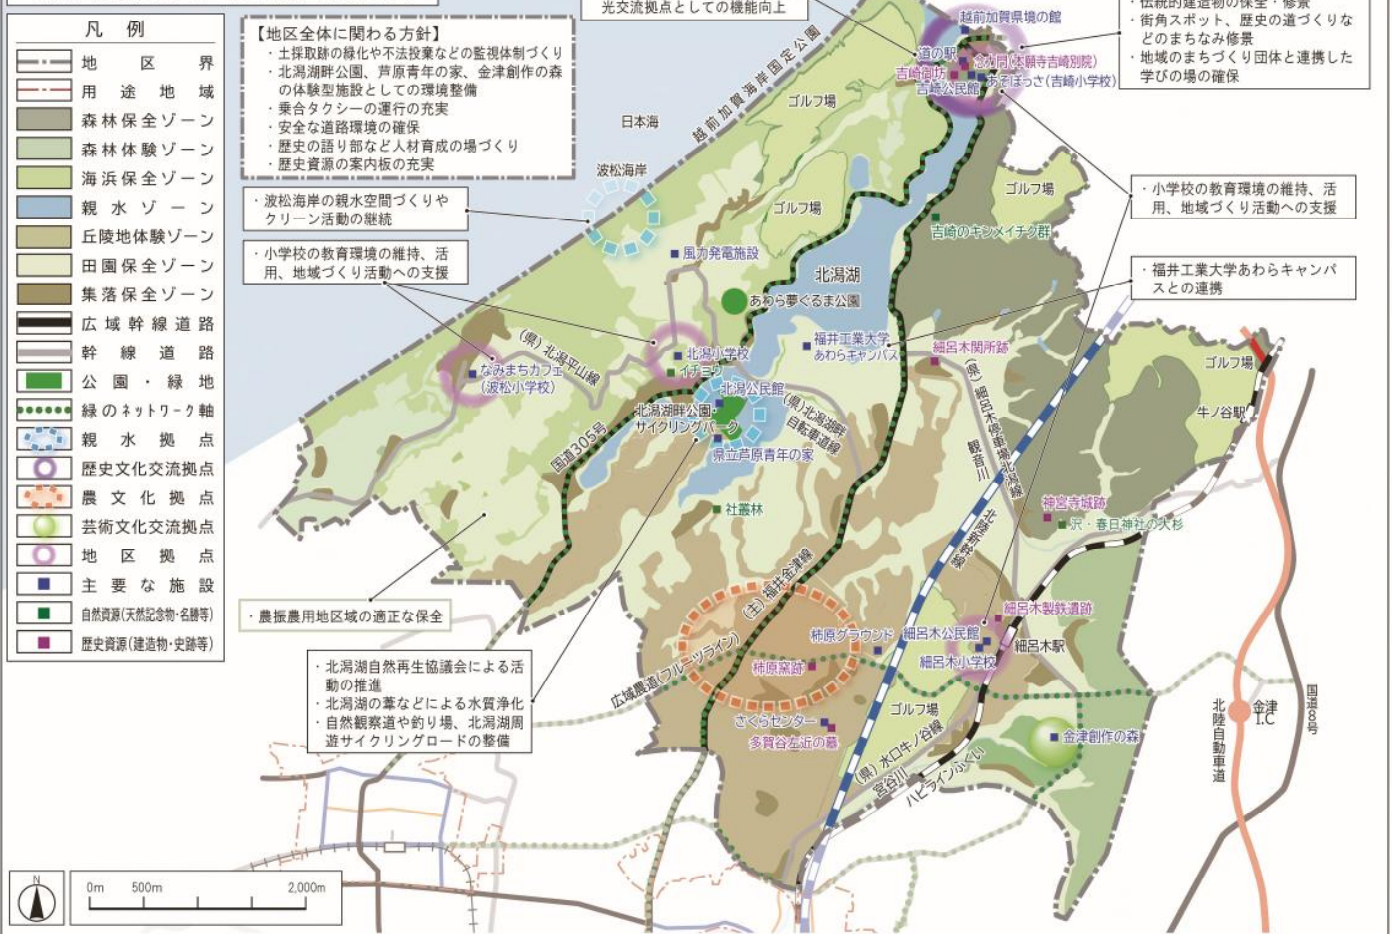 光交流拠点としての機能向上
・街角スポット、歴史の道づくりな
どのまちなみ修景
・地域のまちづくり団体と連携した
学びの場の確保
凡例
地区界
用途地域
森林保全ゾーン
森林体験ゾーン
海浜保全ゾーン
親水ゾーン
丘陵地体験ゾーン
田園保全ゾーン
集落保全ゾーン
広域幹線道路
幹線道路
公園・緑地
緑のネットワーク軸
親水拠点
歴史文化交流拠点
農文化拠点
芸術文化交流拠点
地区拠点
主要な施設
自然資源(天然記念物・名勝等)
歴史資源(建造物・史跡等)
【地区全体に関わる方針】
・土採取跡の緑化や不法投棄などの監視体制づくり
・北潟湖畔公園、芦原青年の家、金津創作の森
の体験型施設としての環境整備
・乗合タクシーの運行の充実
・安全な道路環境の確保
・歴史の語り部など人材育成の場づくり
・歴史資源の案内板の充実
・波松海岸の親水空間づくりや
クリーン活動の継続
・小学校の教育環境の維持、活
用、地域づくり活動への支援
・農振農用地区域の適正な保全
・北潟湖自然再生協議会による活
動の推進
・北潟湖の葦などによる水質浄化
・自然観察道や釣り場、北潟湖周
遊サイクリングロードの整備
・小学校の教育環境の維持、活
用、地域づくり活動への支援
・福井工業大学あわらキャンパ
スとの連携
越前加賀海岸国定公園
日本海
波松海岸
ゴルフ場
ゴルフ場
ゴルフ場
ゴルフ場
ゴルフ場
越前加賀県境の館
道の駅
念力門(本願寺吉崎別院)
吉崎御坊
あそぼっさ(吉崎小学校)
吉崎公民館
吉崎のキンメイチク群
風力発電施設
北潟湖
あわら夢ぐるま公園
福井工業大学
あわらキャンパス
細呂木関所跡
(県)北潟平山線
北潟小学校
イチョウ
なみまちカフェ
(波松小学校)
北潟公民館
北潟湖畔公園・
サイクリングパーク
(県)北潟湖畔
自転車道線
県立芦原青年の家
国道305号
社叢林
(県)細呂木停車場北潟線
観音川
北陸新幹線
牛ノ谷駅
神宮寺城跡
沢・春日神社の大杉
(主)福井金津線
細呂木製鉄遺跡
柿原グラウンド
細呂木公民館
細呂木駅
細呂木小学校
柿原窯跡
広域農道(フルーツライン)
さくらセンター
多賀谷左近の墓
(県)水口牛ノ谷線
宮谷川
ハピラインふくい
金津創作の森
北陸自動車道
金津
I.C
国道8号
N
0m 500m 2,000m